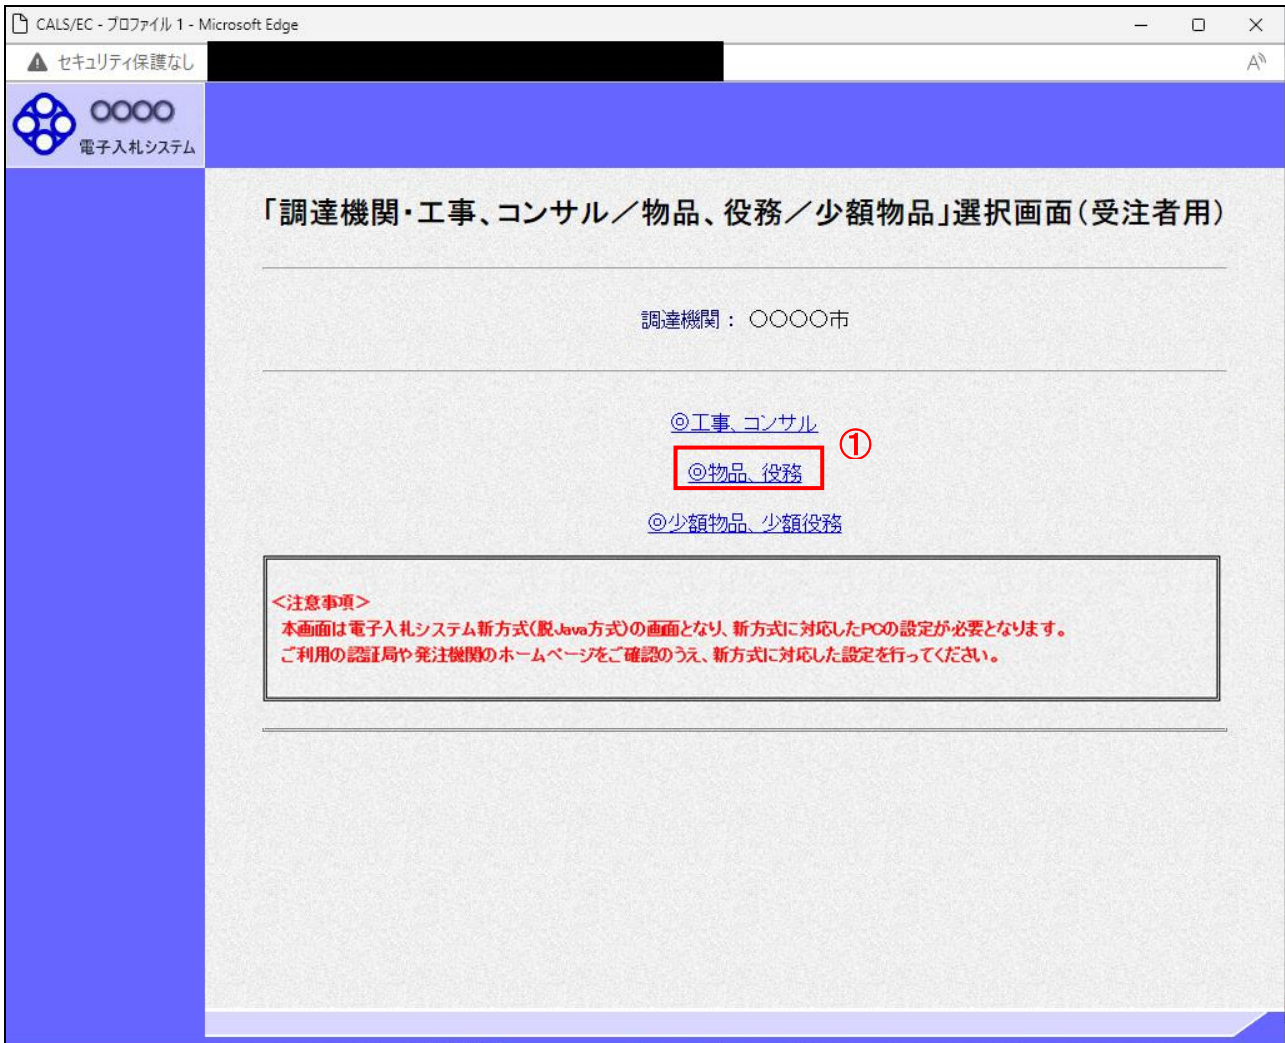 CALS/EC - プロファイル 1 - Microsoft Edge
セキュリティ保護なし
○○○○
電子入札システム
「調達機関・工事、コンサル／物品、役務／少額物品」選択画面（受注者用）
調達機関： ○○○○市
◎工事、コンサル
①
◎物品、役務
◎少額物品、少額役務
＜注意事項＞
本画面は電子入札システム新方式(脱Java方式)の画面となり、新方式に対応したPCの設定が必要となります。
ご利用の認証局や発注機関のホームページをご確認のうえ、新方式に対応した設定を行ってください。